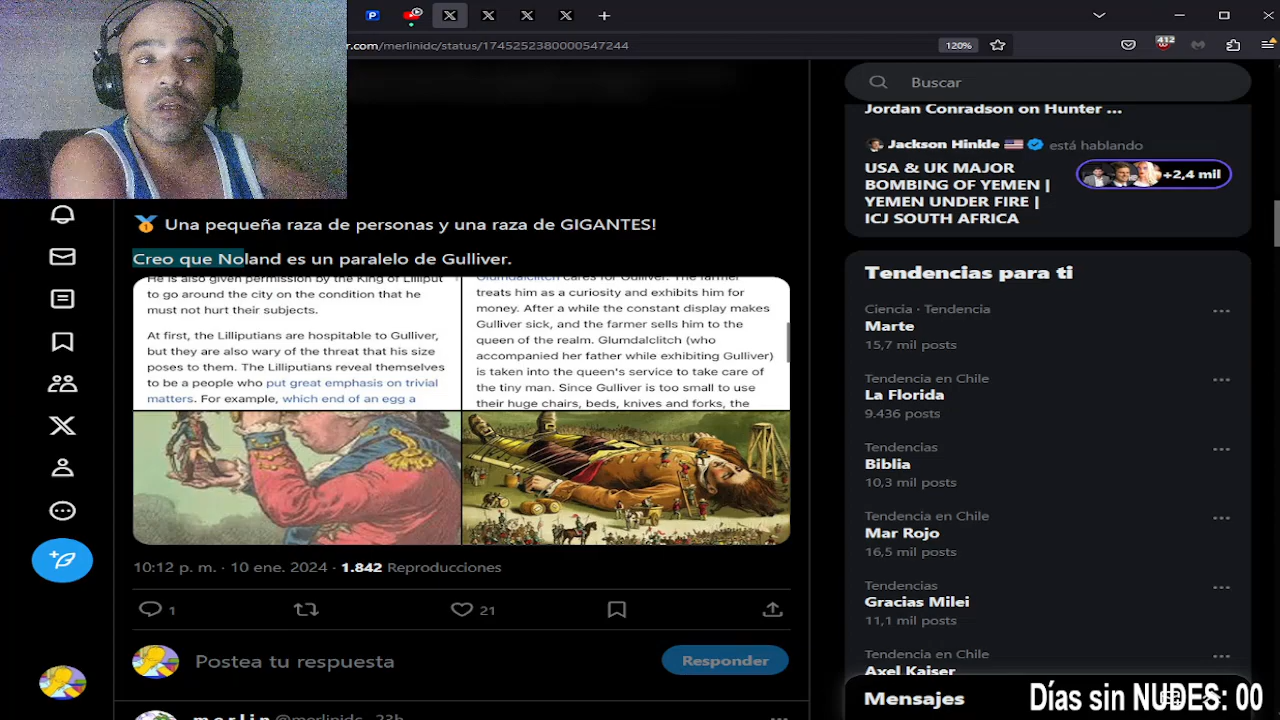 .com/merlinidc/status/1745252380000547244
120%
412
Buscar
Jordan Conradson on Hunter ...
Jackson Hinkle está hablando
USA & UK MAJOR
BOMBING OF YEMEN |
YEMEN UNDER FIRE |
ICJ SOUTH AFRICA
+2,4 mil
Una pequeña raza de personas y una raza de GIGANTES!
Creo que Noland es un paralelo de Gulliver.
He is also given permission by the King of Lilliput
to go around the city on the condition that he
must not hurt their subjects.
At first, the Lilliputians are hospitable to Gulliver,
but they are also wary of the threat that his size
poses to them. The Lilliputians reveal themselves
to be a people who put great emphasis on trivial
matters. For example, which end of an egg a
Glumdalclitch cares for Gulliver. The farmer
treats him as a curiosity and exhibits him for
money. After a while the constant display makes
Gulliver sick, and the farmer sells him to the
queen of the realm. Glumdalclitch (who
accompanied her father while exhibiting Gulliver)
is taken into the queen's service to take care of
the tiny man. Since Gulliver is too small to use
their huge chairs, beds, knives and forks, the
10:12 p. m. · 10 ene. 2024 · 1.842 Reproducciones
1
21
Postea tu respuesta
Responder
merlin @merlinidc · 23h
Tendencias para ti
Ciencia · Tendencia
Marte
15,7 mil posts
Tendencia en Chile
La Florida
9.436 posts
Tendencias
Biblia
10,3 mil posts
Tendencia en Chile
Mar Rojo
16,5 mil posts
Tendencias
Gracias Milei
11,1 mil posts
Tendencia en Chile
Axel Kaiser
Mensajes
Días sin NUDES: 00